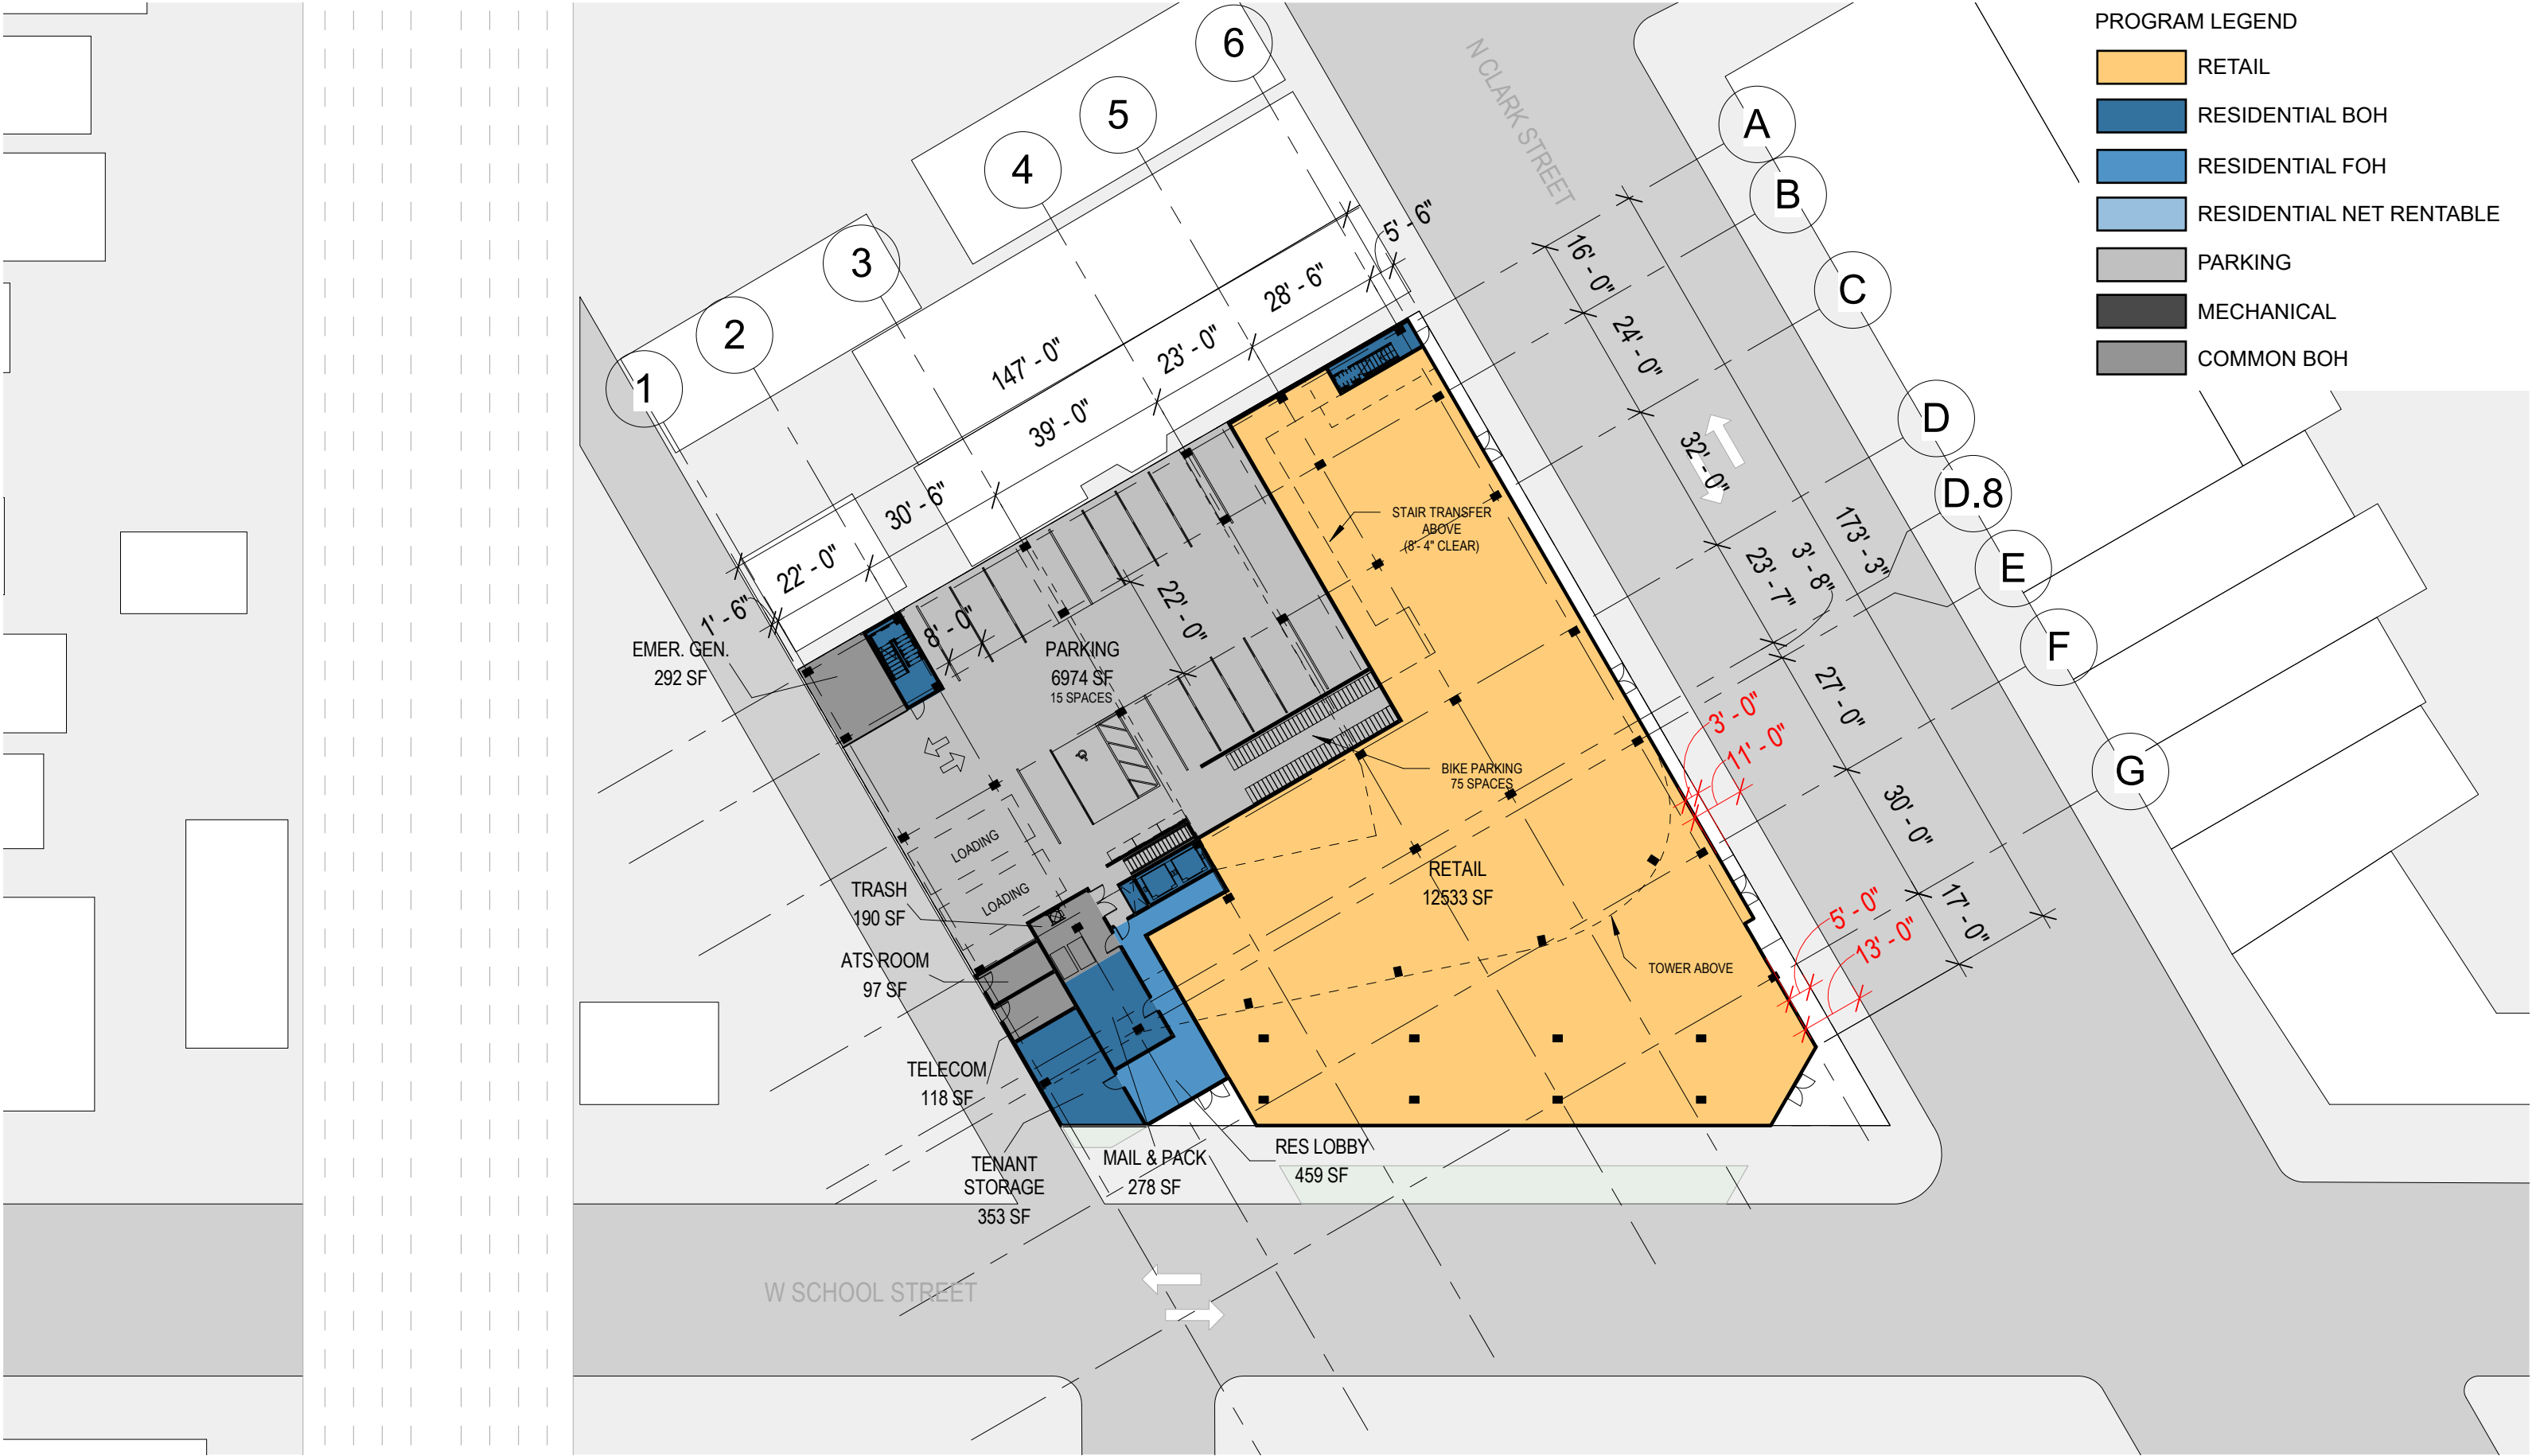 PROGRAM LEGEND
RETAIL
RESIDENTIAL BOH
RESIDENTIAL FOH
RESIDENTIAL NET RENTABLE
PARKING
MECHANICAL
COMMON BOH
1
2
3
4
5
6
A
B
C
D
D.8
E
F
G
N CLARK STREET
W SCHOOL STREET
1' - 6"
22' - 0"
30' - 6"
39' - 0"
23' - 0"
28' - 6"
5' - 6"
147' - 0"
16' - 0"
24' - 0"
32' - 0"
23' - 7"
3' - 8"
173' - 3"
27' - 0"
30' - 0"
17' - 0"
3' - 0"
11' - 0"
5' - 0"
13' - 0"
8' - 0"
22' - 0"
STAIR TRANSFER
ABOVE
(8'- 4" CLEAR)
EMER. GEN.
292 SF
PARKING
6974 SF
15 SPACES
BIKE PARKING
75 SPACES
LOADING
LOADING
RETAIL
12533 SF
TRASH
190 SF
ATS ROOM
97 SF
TOWER ABOVE
TELECOM
118 SF
TENANT
STORAGE
353 SF
MAIL & PACK
278 SF
RES LOBBY
459 SF